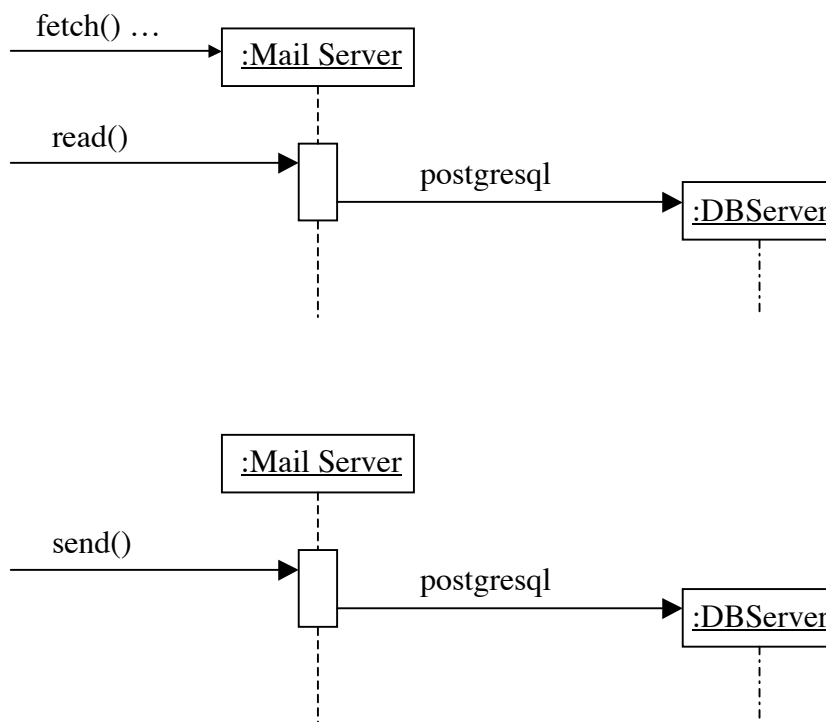 fetch() …
:Mail Server
read()
postgresql
:DBServer
:Mail Server
send()
postgresql
:DBServer